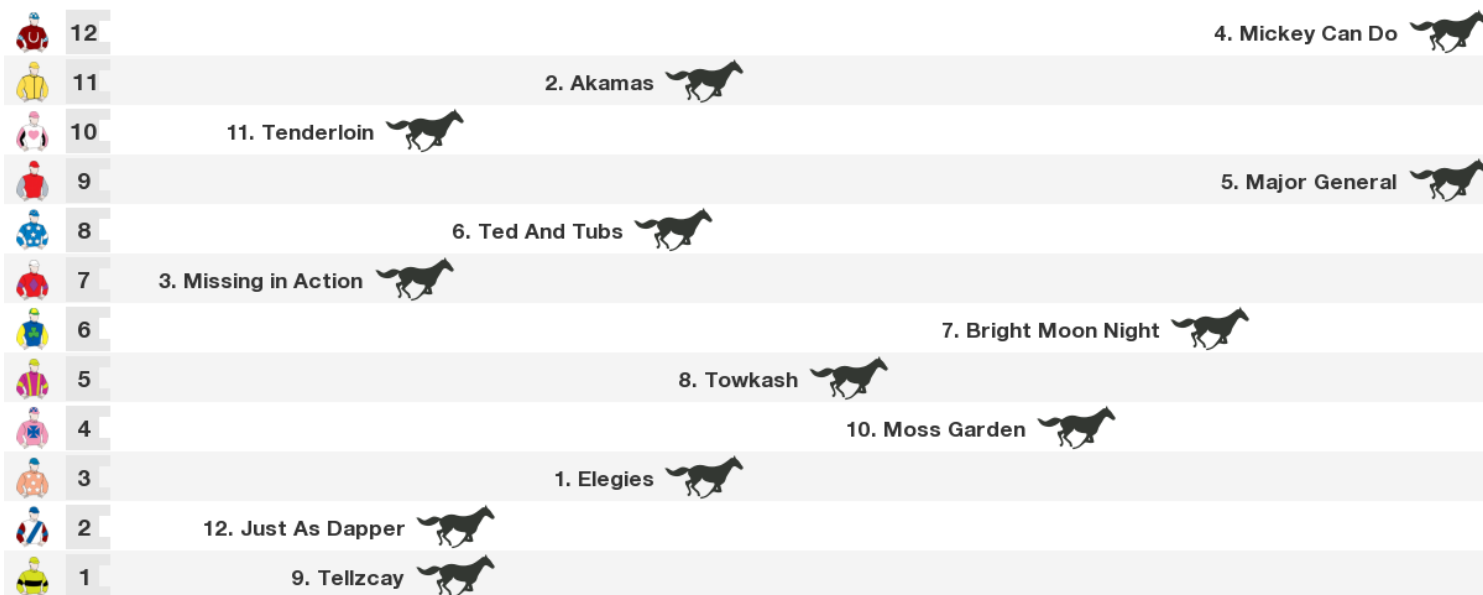 12 4. Mickey Can Do
11 2. Akamas
10 11. Tenderloin
9 5. Major General
8 6. Ted And Tubs
7 3. Missing in Action
6 7. Bright Moon Night
5 8. Towkash
4 10. Moss Garden
3 1. Elegies
2 12. Just As Dapper
1 9. Tellzcay